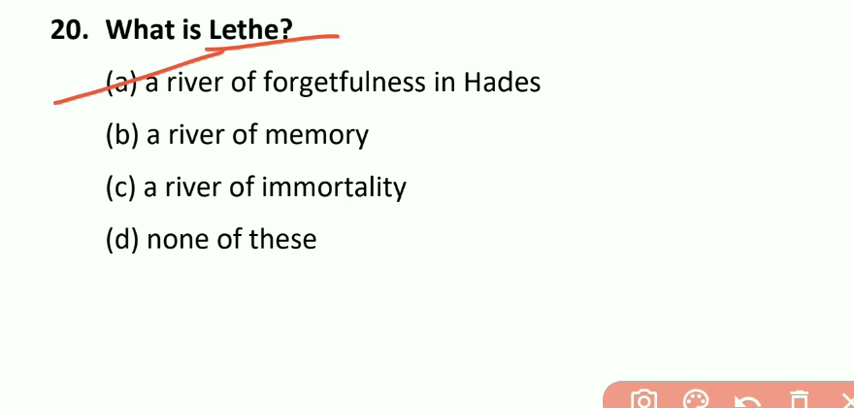 20. What is Lethe?
(a) a river of forgetfulness in Hades
(b) a river of memory
(c) a river of immortality
(d) none of these